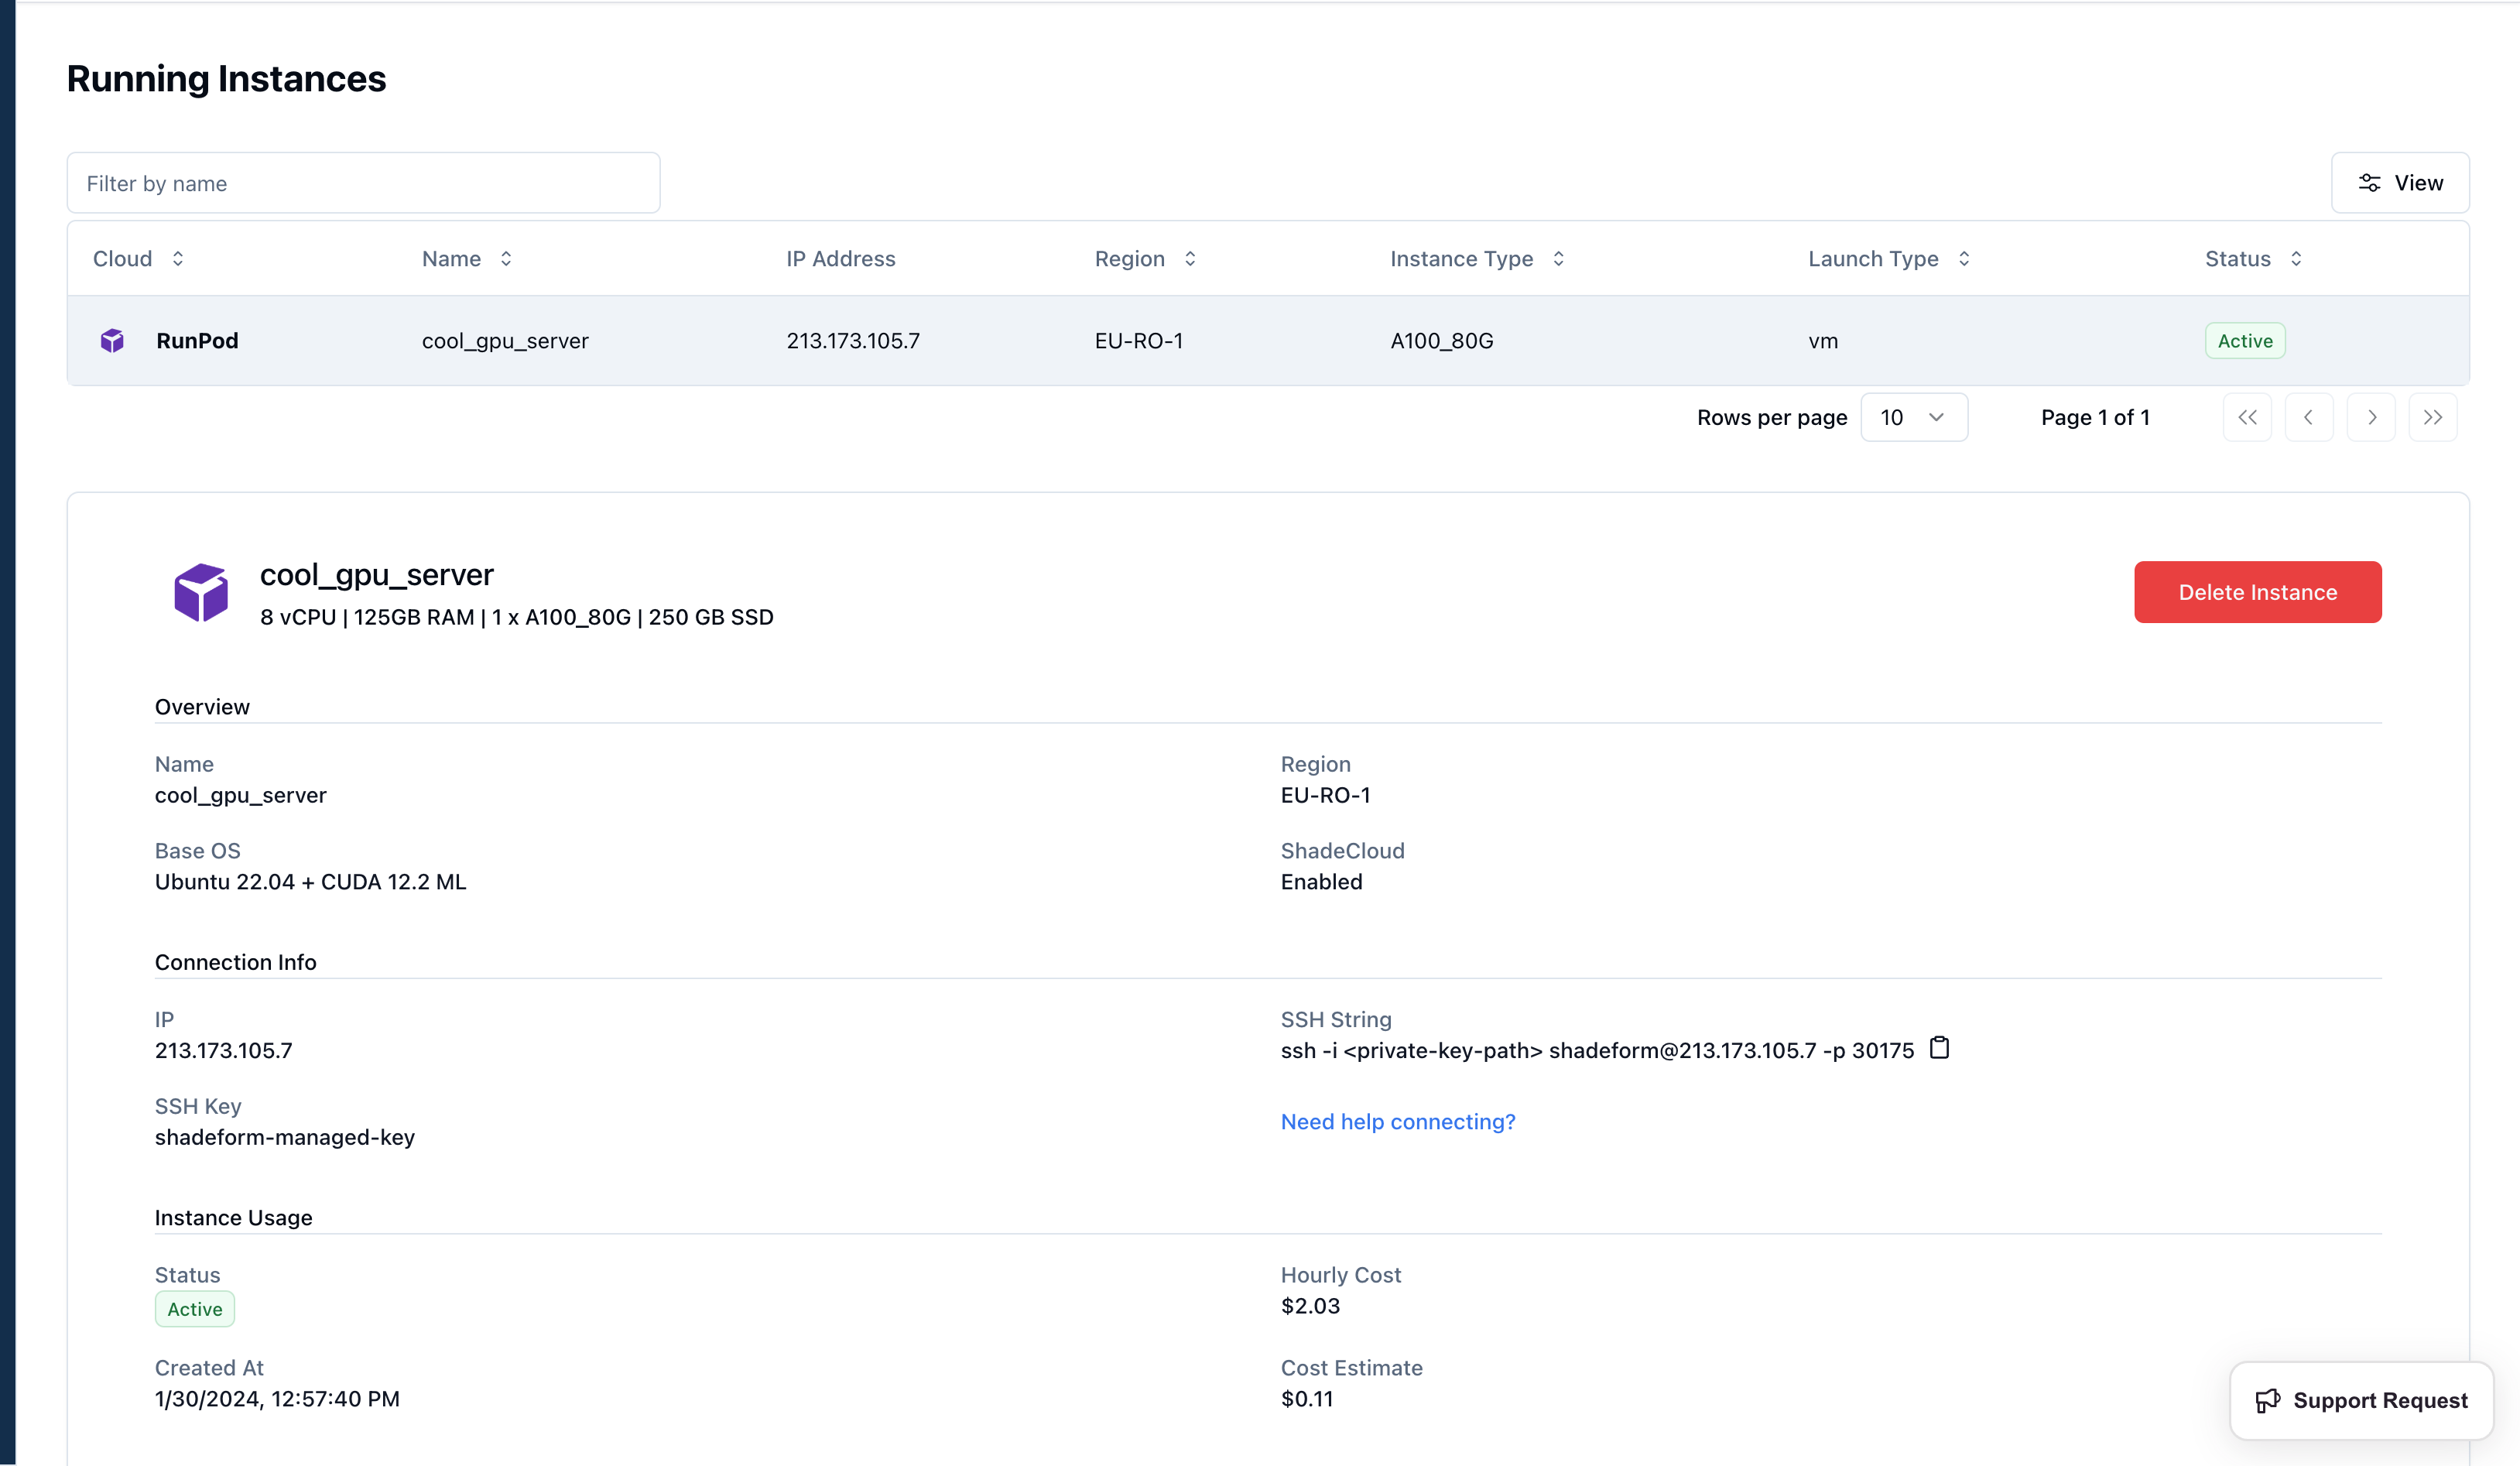 Running Instances
Filter by name
View
Cloud Name IP Address Region Instance Type Launch Type Status
RunPod cool_gpu_server 213.173.105.7 EU-RO-1 A100_80G vm Active
Rows per page 10 Page 1 of 1
cool_gpu_server
8 vCPU | 125GB RAM | 1 x A100_80G | 250 GB SSD
Delete Instance
Overview
Name
cool_gpu_server
Region
EU-RO-1
Base OS
Ubuntu 22.04 + CUDA 12.2 ML
ShadeCloud
Enabled
Connection Info
IP
213.173.105.7
SSH String
ssh -i <private-key-path> shadeform@213.173.105.7 -p 30175
SSH Key
shadeform-managed-key
Need help connecting?
Instance Usage
Status
Active
Hourly Cost
$2.03
Created At
1/30/2024, 12:57:40 PM
Cost Estimate
$0.11
Support Request